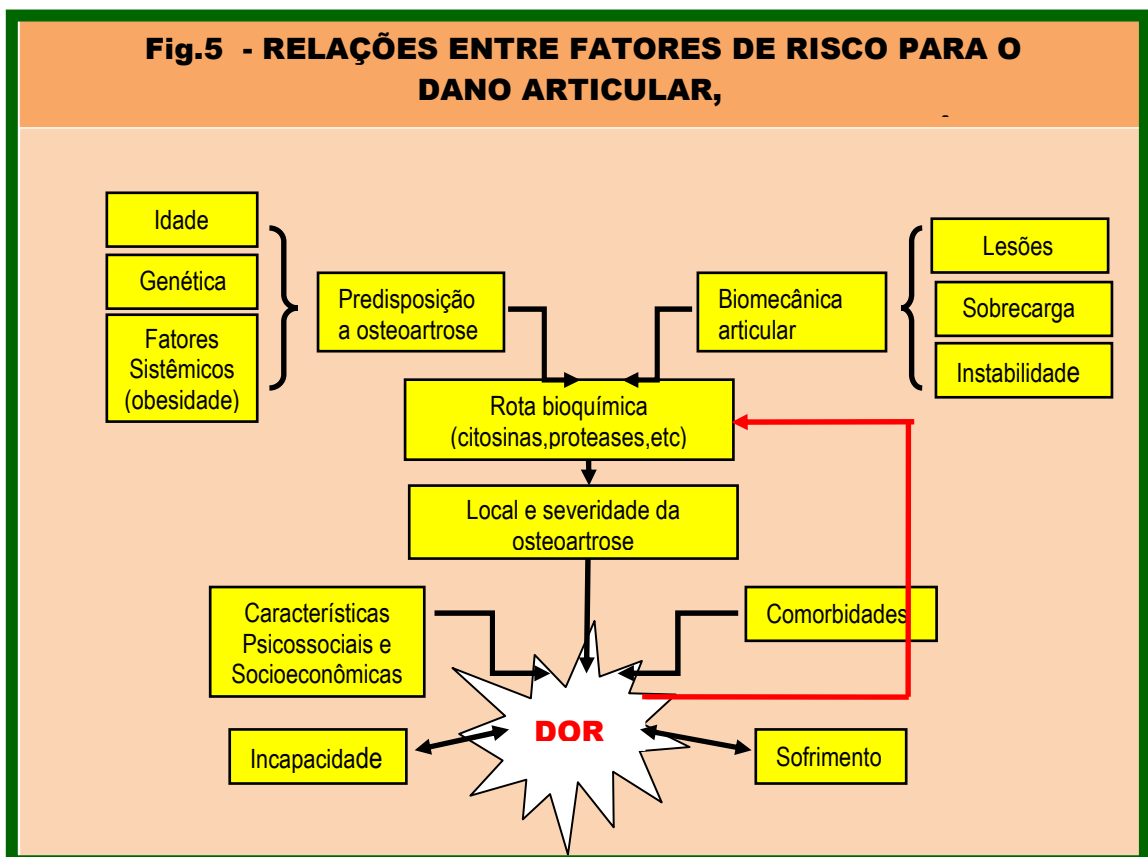 Fig.5 - RELAÇÕES ENTRE FATORES DE RISCO PARA O
DANO ARTICULAR,
Idade
Genética
Fatores
Sistêmicos
(obesidade)
Predisposição
a osteoartrose
Biomecânica
articular
Lesões
Sobrecarga
Instabilidade
Rota bioquímica
(citosinas,proteases,etc)
Local e severidade da
osteoartrose
Características
Psicossociais e
Socioeconômicas
Comorbidades
DOR
Incapacidade
Sofrimento